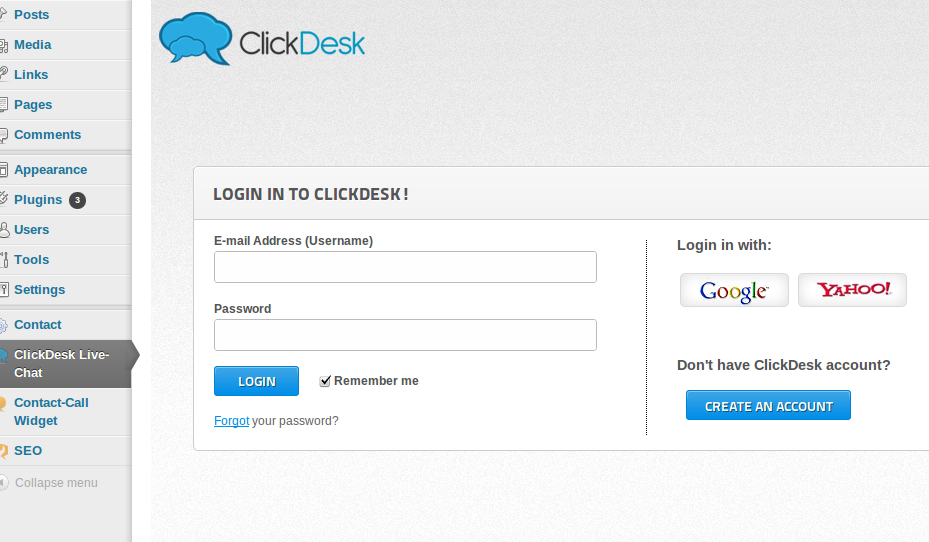 Posts
Media
Links
Pages
Comments
Appearance
Plugins 3
Users
Tools
Settings
Contact
ClickDesk Live-
Chat
Contact-Call
Widget
SEO
Collapse menu
ClickDesk
LOGIN IN TO CLICKDESK!
E-mail Address (Username)
Password
LOGIN
Remember me
Forgot your password?
Login in with:
Google™
YAHOO!
Don't have ClickDesk account?
CREATE AN ACCOUNT